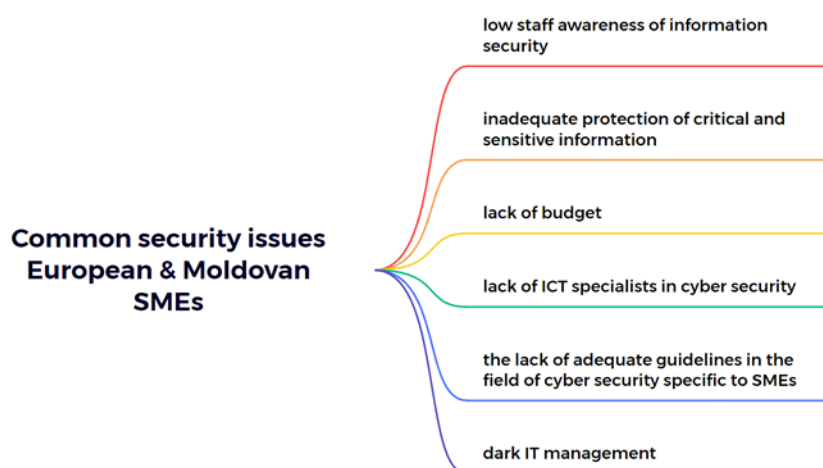 Common security issues
European & Moldovan
SMEs
low staff awareness of information
security
inadequate protection of critical and
sensitive information
lack of budget
lack of ICT specialists in cyber security
the lack of adequate guidelines in the
field of cyber security specific to SMEs
dark IT management